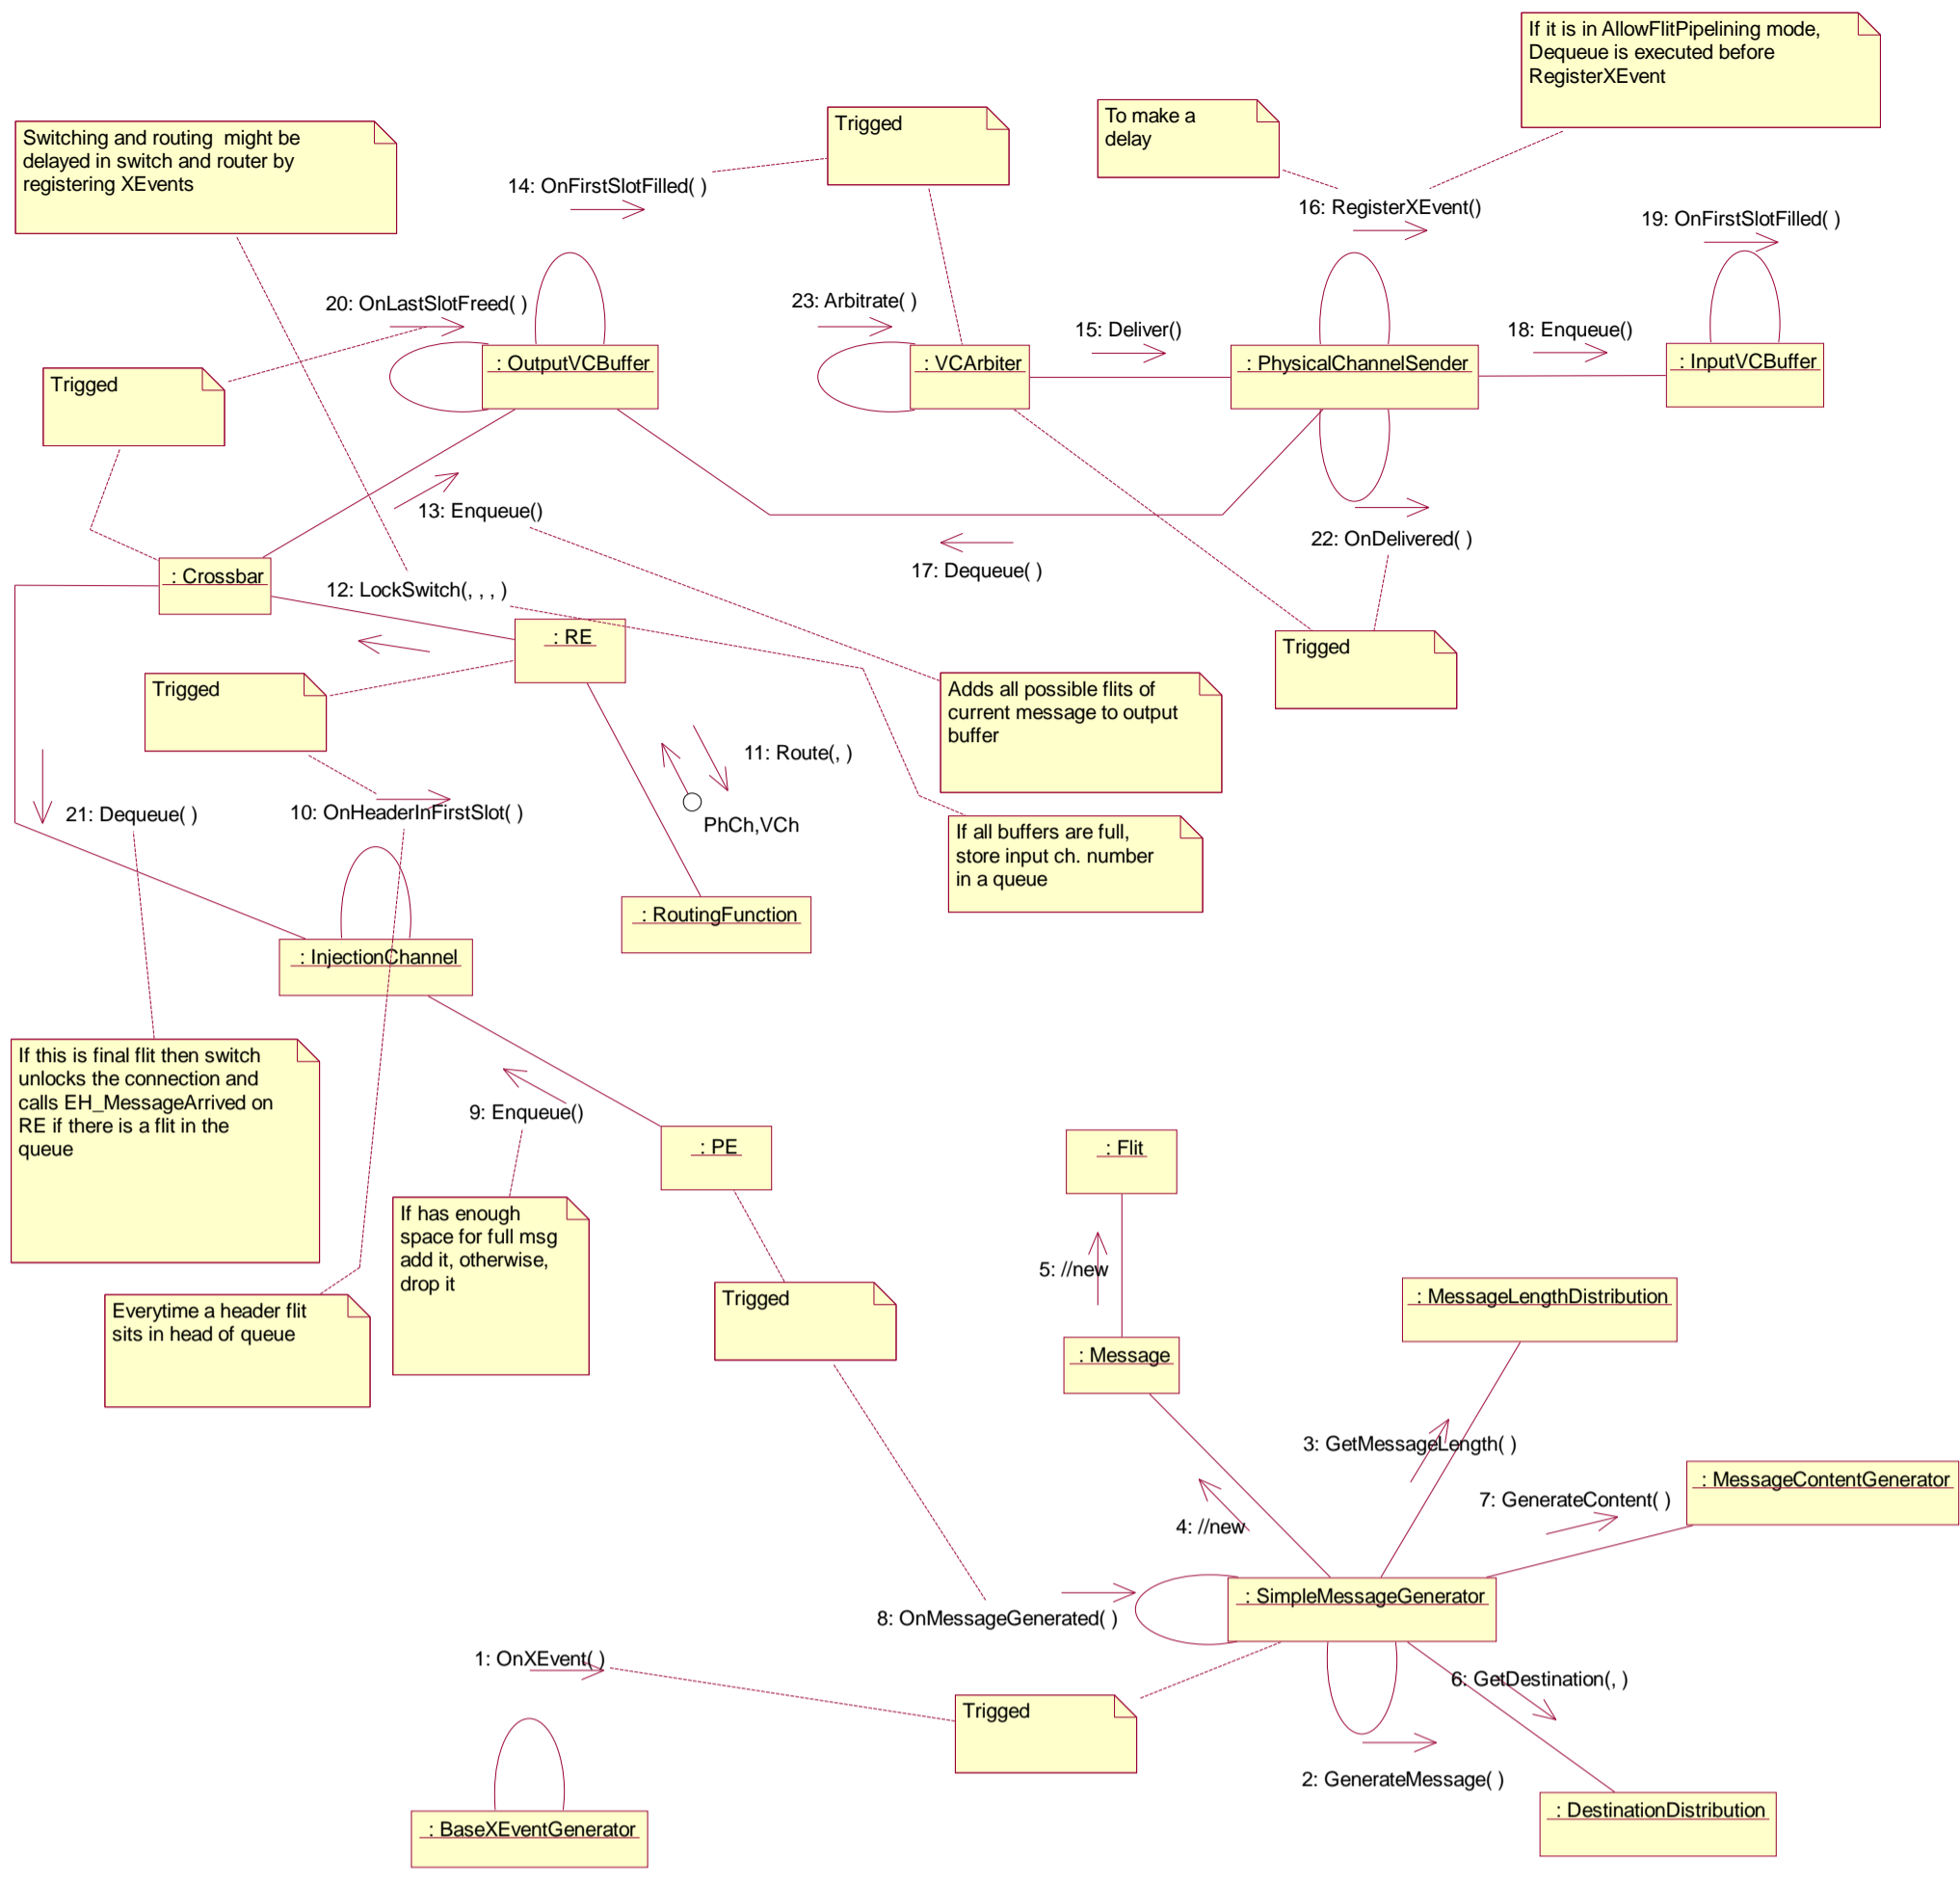 If it is in AllowFlitPipelining mode,
Dequeue is executed before
RegisterXEvent
To make a
delay
Trigged
Switching and routing  might be
delayed in switch and router by
registering XEvents
14: OnFirstSlotFilled( )
16: RegisterXEvent()
19: OnFirstSlotFilled( )
20: OnLastSlotFreed( )
23: Arbitrate( )
15: Deliver()
18: Enqueue()
: OutputVCBuffer
: VCArbiter
: PhysicalChannelSender
: InputVCBuffer
Trigged
13: Enqueue()
17: Dequeue( )
22: OnDelivered( )
: Crossbar
12: LockSwitch(, , , )
: RE
Trigged
Trigged
Adds all possible flits of
current message to output
buffer
11: Route(, )
21: Dequeue( )
10: OnHeaderInFirstSlot( )
PhCh,VCh
If all buffers are full,
store input ch. number
in a queue
: RoutingFunction
: InjectionChannel
If this is final flit then switch
unlocks the connection and
calls EH_MessageArrived on
RE if there is a flit in the
queue
9: Enqueue()
: PE
: Flit
If has enough
space for full msg
add it, otherwise,
drop it
5: //new
Trigged
: MessageLengthDistribution
Everytime a header flit
sits in head of queue
: Message
3: GetMessageLength( )
: MessageContentGenerator
7: GenerateContent( )
4: //new
: SimpleMessageGenerator
8: OnMessageGenerated( )
1: OnXEvent( )
6: GetDestination(, )
Trigged
2: GenerateMessage( )
: DestinationDistribution
: BaseXEventGenerator